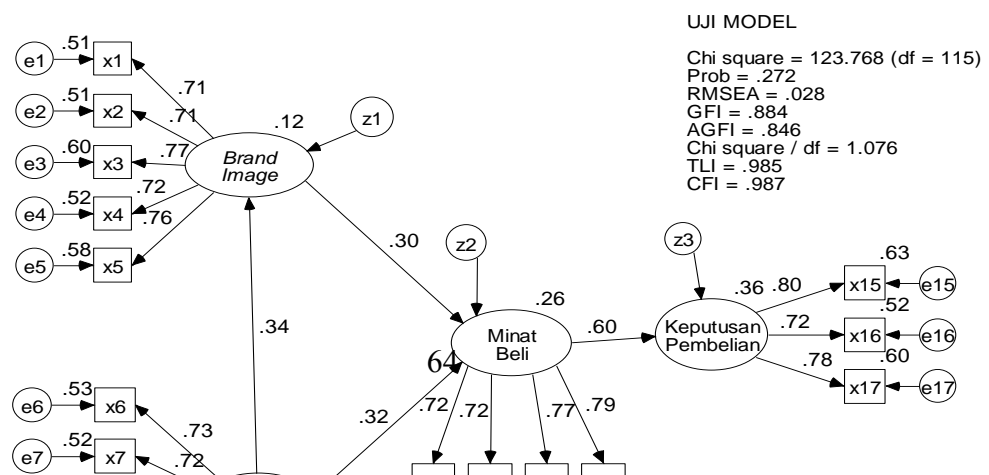 UJI MODEL
Chi square = 123.768 (df = 115)
Prob = .272
RMSEA = .028
GFI = .884
AGFI = .846
Chi square / df = 1.076
TLI = .985
CFI = .987
.51
e1
x1
.71
.51
e2
x2
.71
.12
z1
.60
e3
x3
.77
Brand
Image
.52
e4
x4
.72
.58
e5
x5
.76
.30
z2
z3
.34
.26
Minat
Beli
.60
.36
Keputusan
Pembelian
.80
.63
x15
e15
.72
.52
x16
e16
.78
.60
x17
e17
64
.32
.72
.72
.77
.79
.53
e6
x6
.73
.52
e7
x7
.72